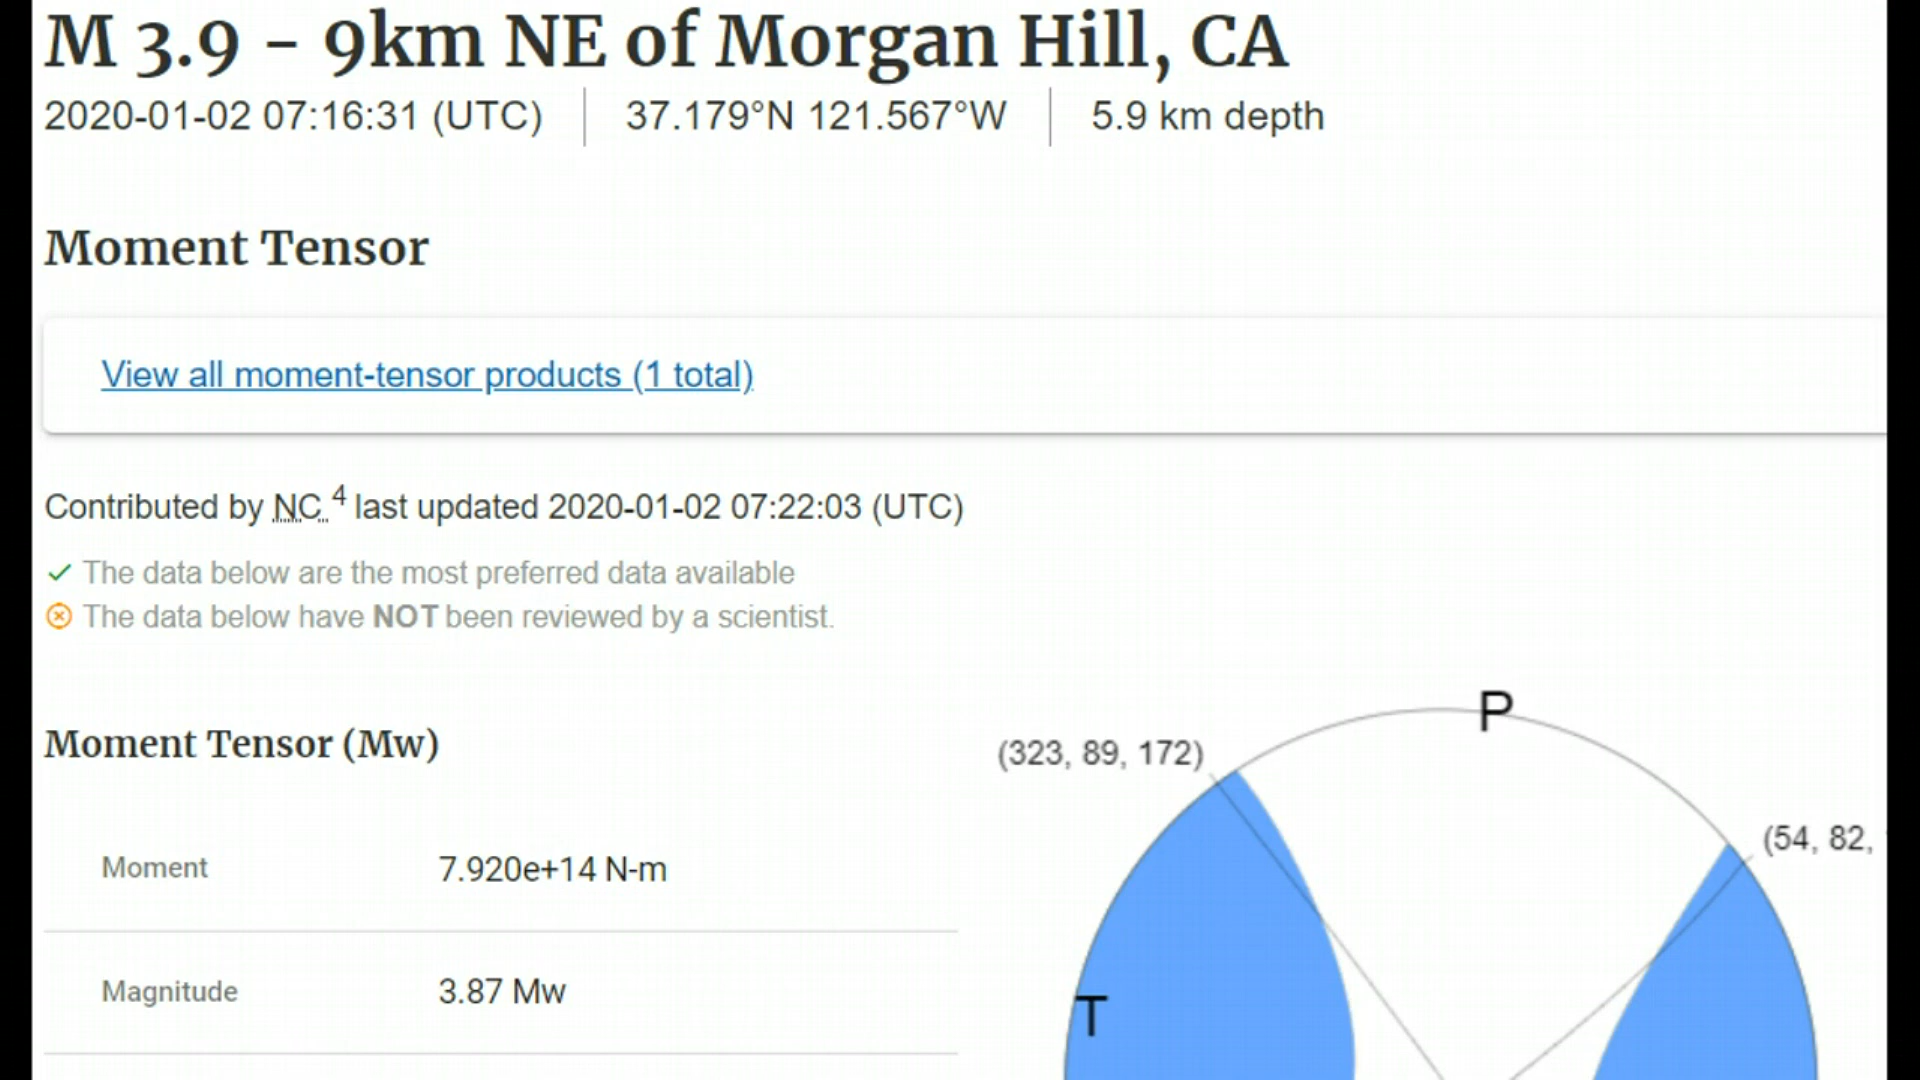 M 3.9 - 9km NE of Morgan Hill, CA
2020-01-02 07:16:31 (UTC) 37.179°N 121.567°W 5.9 km depth
Moment Tensor
View all moment-tensor products (1 total)
Contributed by NC 4 last updated 2020-01-02 07:22:03 (UTC)
The data below are the most preferred data available
The data below have NOT been reviewed by a scientist.
P
Moment Tensor (Mw)
(323, 89, 172)
(54, 82,
Moment 7.920e+14 N-m
Magnitude 3.87 Mw
T